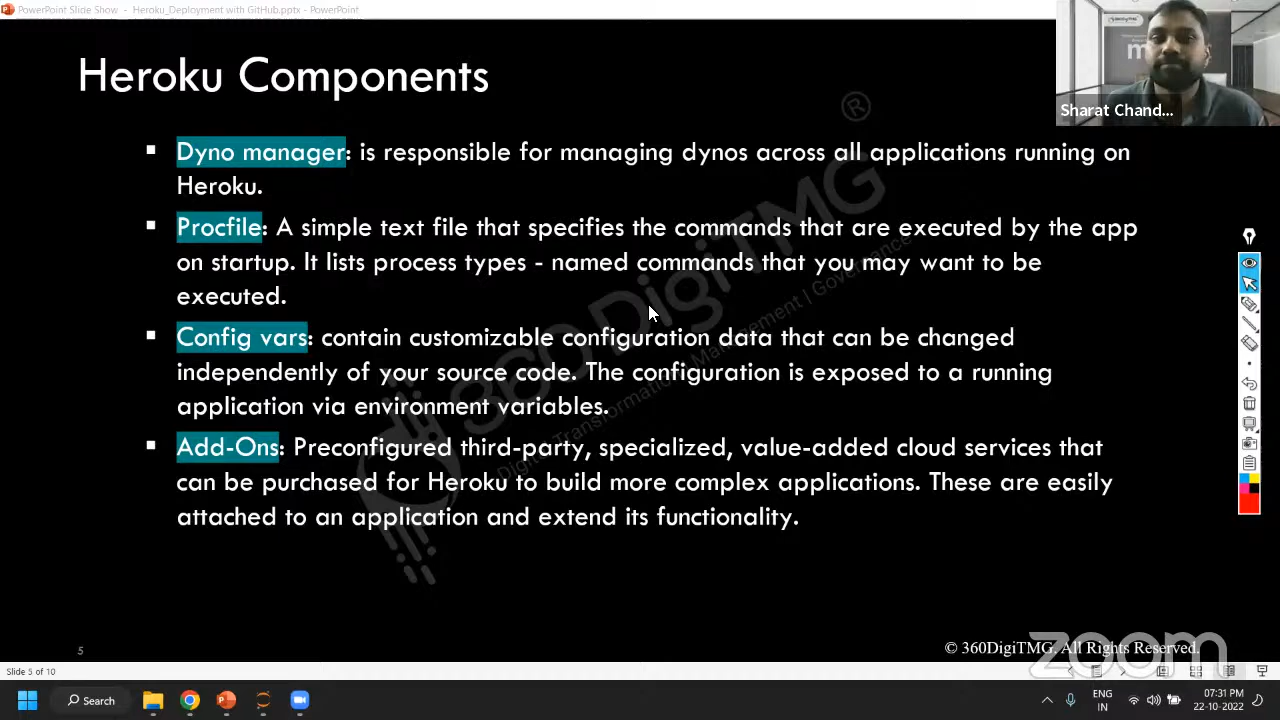 PowerPoint Slide Show - Heroku_Deployment with GitHub.pptx - PowerPoint
Heroku Components
Sharat Chand...
Dyno manager: is responsible for managing dynos across all applications running on
Heroku.
Procfile: A simple text file that specifies the commands that are executed by the app
on startup. It lists process types - named commands that you may want to be
executed.
Config vars: contain customizable configuration data that can be changed
independently of your source code. The configuration is exposed to a running
application via environment variables.
Add-Ons: Preconfigured third-party, specialized, value-added cloud services that
can be purchased for Heroku to build more complex applications. These are easily
attached to an application and extend its functionality.
360DigiTMG ®
5
© 360DigiTMG. All Rights Reserved.
zoom
Slide 5 of 10
Search
ENG
IN
07:31 PM
22-10-2022